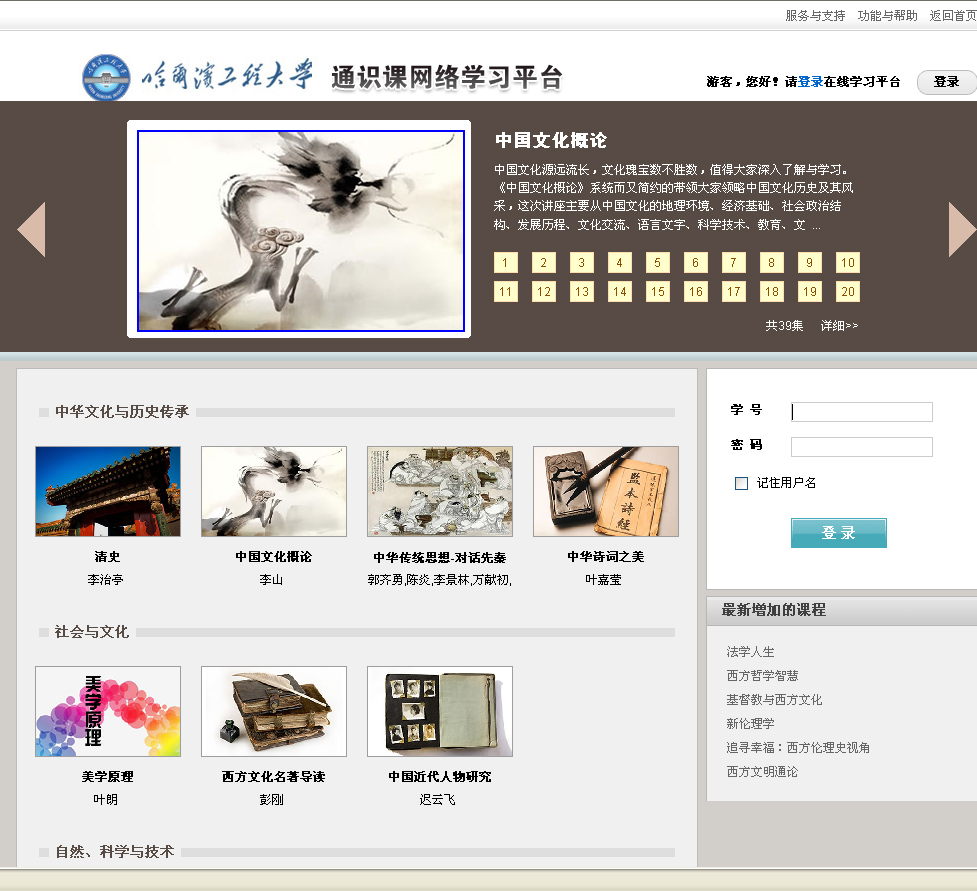 服务与支持 功能与帮助 返回首页
哈尔滨工程大学 通识课网络学习平台
游客，您好！请登录在线学习平台 登录
中国文化概论
中国文化源远流长，文化瑰宝数不胜数，值得大家深入了解与学习。
《中国文化概论》系统而又简约的带领大家领略中国文化历史及其风
采，这次讲座主要从中国文化的地理环境、经济基础、社会政治结
构、发展历程、文化交流、语言文字、科学技术、教育、文 ...
1 2 3 4 5 6 7 8 9 10
11 12 13 14 15 16 17 18 19 20
共39集 详细>>
中华文化与历史传承
监本诗经
清史 中国文化概论 中华传统思想-对话先秦 中华诗词之美
李治亭 李山 郭齐勇,陈炎,李景林,万献初, 叶嘉莹
社会与文化
美学原理
美学原理 西方文化名著导读 中国近代人物研究
叶朗 彭刚 迟云飞
自然、科学与技术
学 号
密 码
记住用户名
登 录
最新增加的课程
法学人生
西方哲学智慧
基督教与西方文化
新伦理学
追寻幸福：西方伦理史视角
西方文明通论